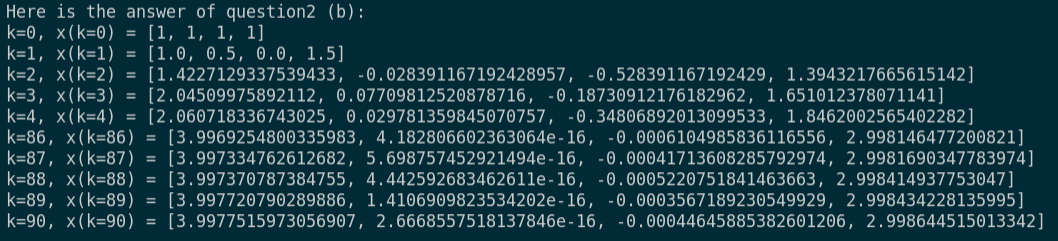 Here is the answer of question2 (b):
k=0, x(k=0) = [1, 1, 1, 1]
k=1, x(k=1) = [1.0, 0.5, 0.0, 1.5]
k=2, x(k=2) = [1.4227129337539433, -0.028391167192428957, -0.528391167192429, 1.3943217665615142]
k=3, x(k=3) = [2.04509975892112, 0.07709812520878716, -0.18730912176182962, 1.651012378071141]
k=4, x(k=4) = [2.060718336743025, 0.029781359845070757, -0.34806892013099533, 1.8462002565402282]
k=86, x(k=86) = [3.9969254800335983, 4.182806602363064e-16, -0.0006104985836116556, 2.998146477200821]
k=87, x(k=87) = [3.997334762612682, 5.698757452921494e-16, -0.00041713608285792974, 2.9981690347783974]
k=88, x(k=88) = [3.997370787384755, 4.442592683462611e-16, -0.0005220751841463663, 2.998414937753047]
k=89, x(k=89) = [3.997720790289886, 1.4106909823534202e-16, -0.0003567189230549929, 2.998434228135995]
k=90, x(k=90) = [3.9977515973056907, 2.6668557518137846e-16, -0.00044645885382601206, 2.998644515013342]